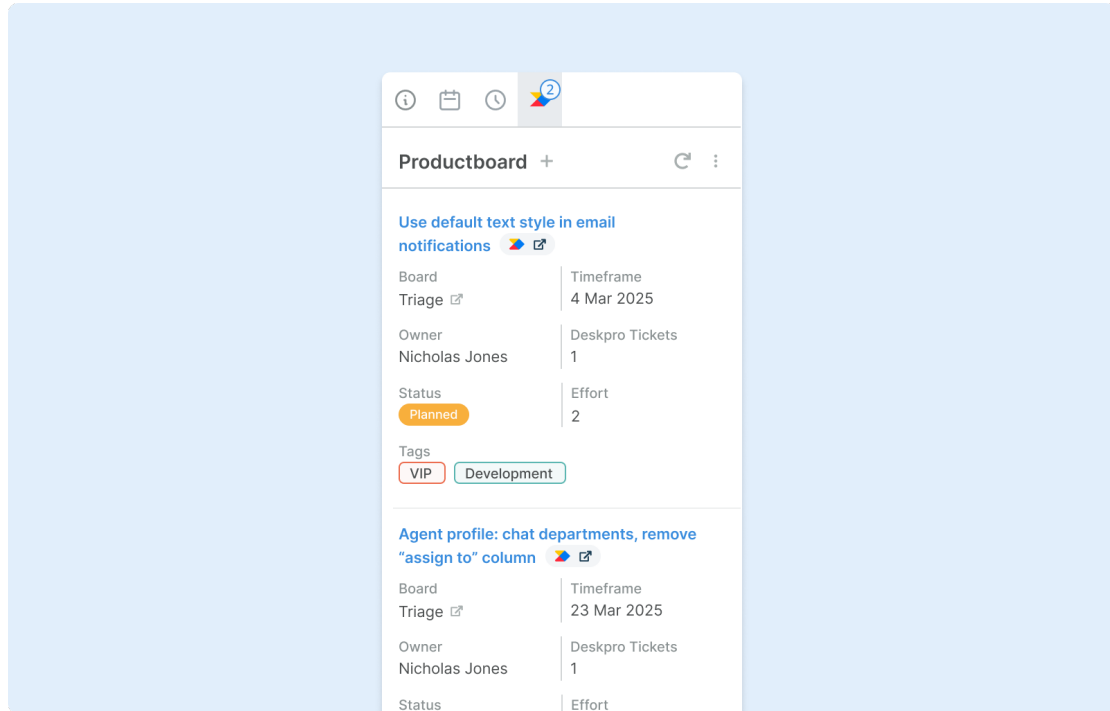 2
Productboard +
Use default text style in email
notifications
Board
Triage
Timeframe
4 Mar 2025
Owner
Nicholas Jones
Deskpro Tickets
1
Status
Planned
Effort
2
Tags
VIP Development
Agent profile: chat departments, remove
“assign to” column
Board
Triage
Timeframe
23 Mar 2025
Owner
Nicholas Jones
Deskpro Tickets
1
Status
Effort